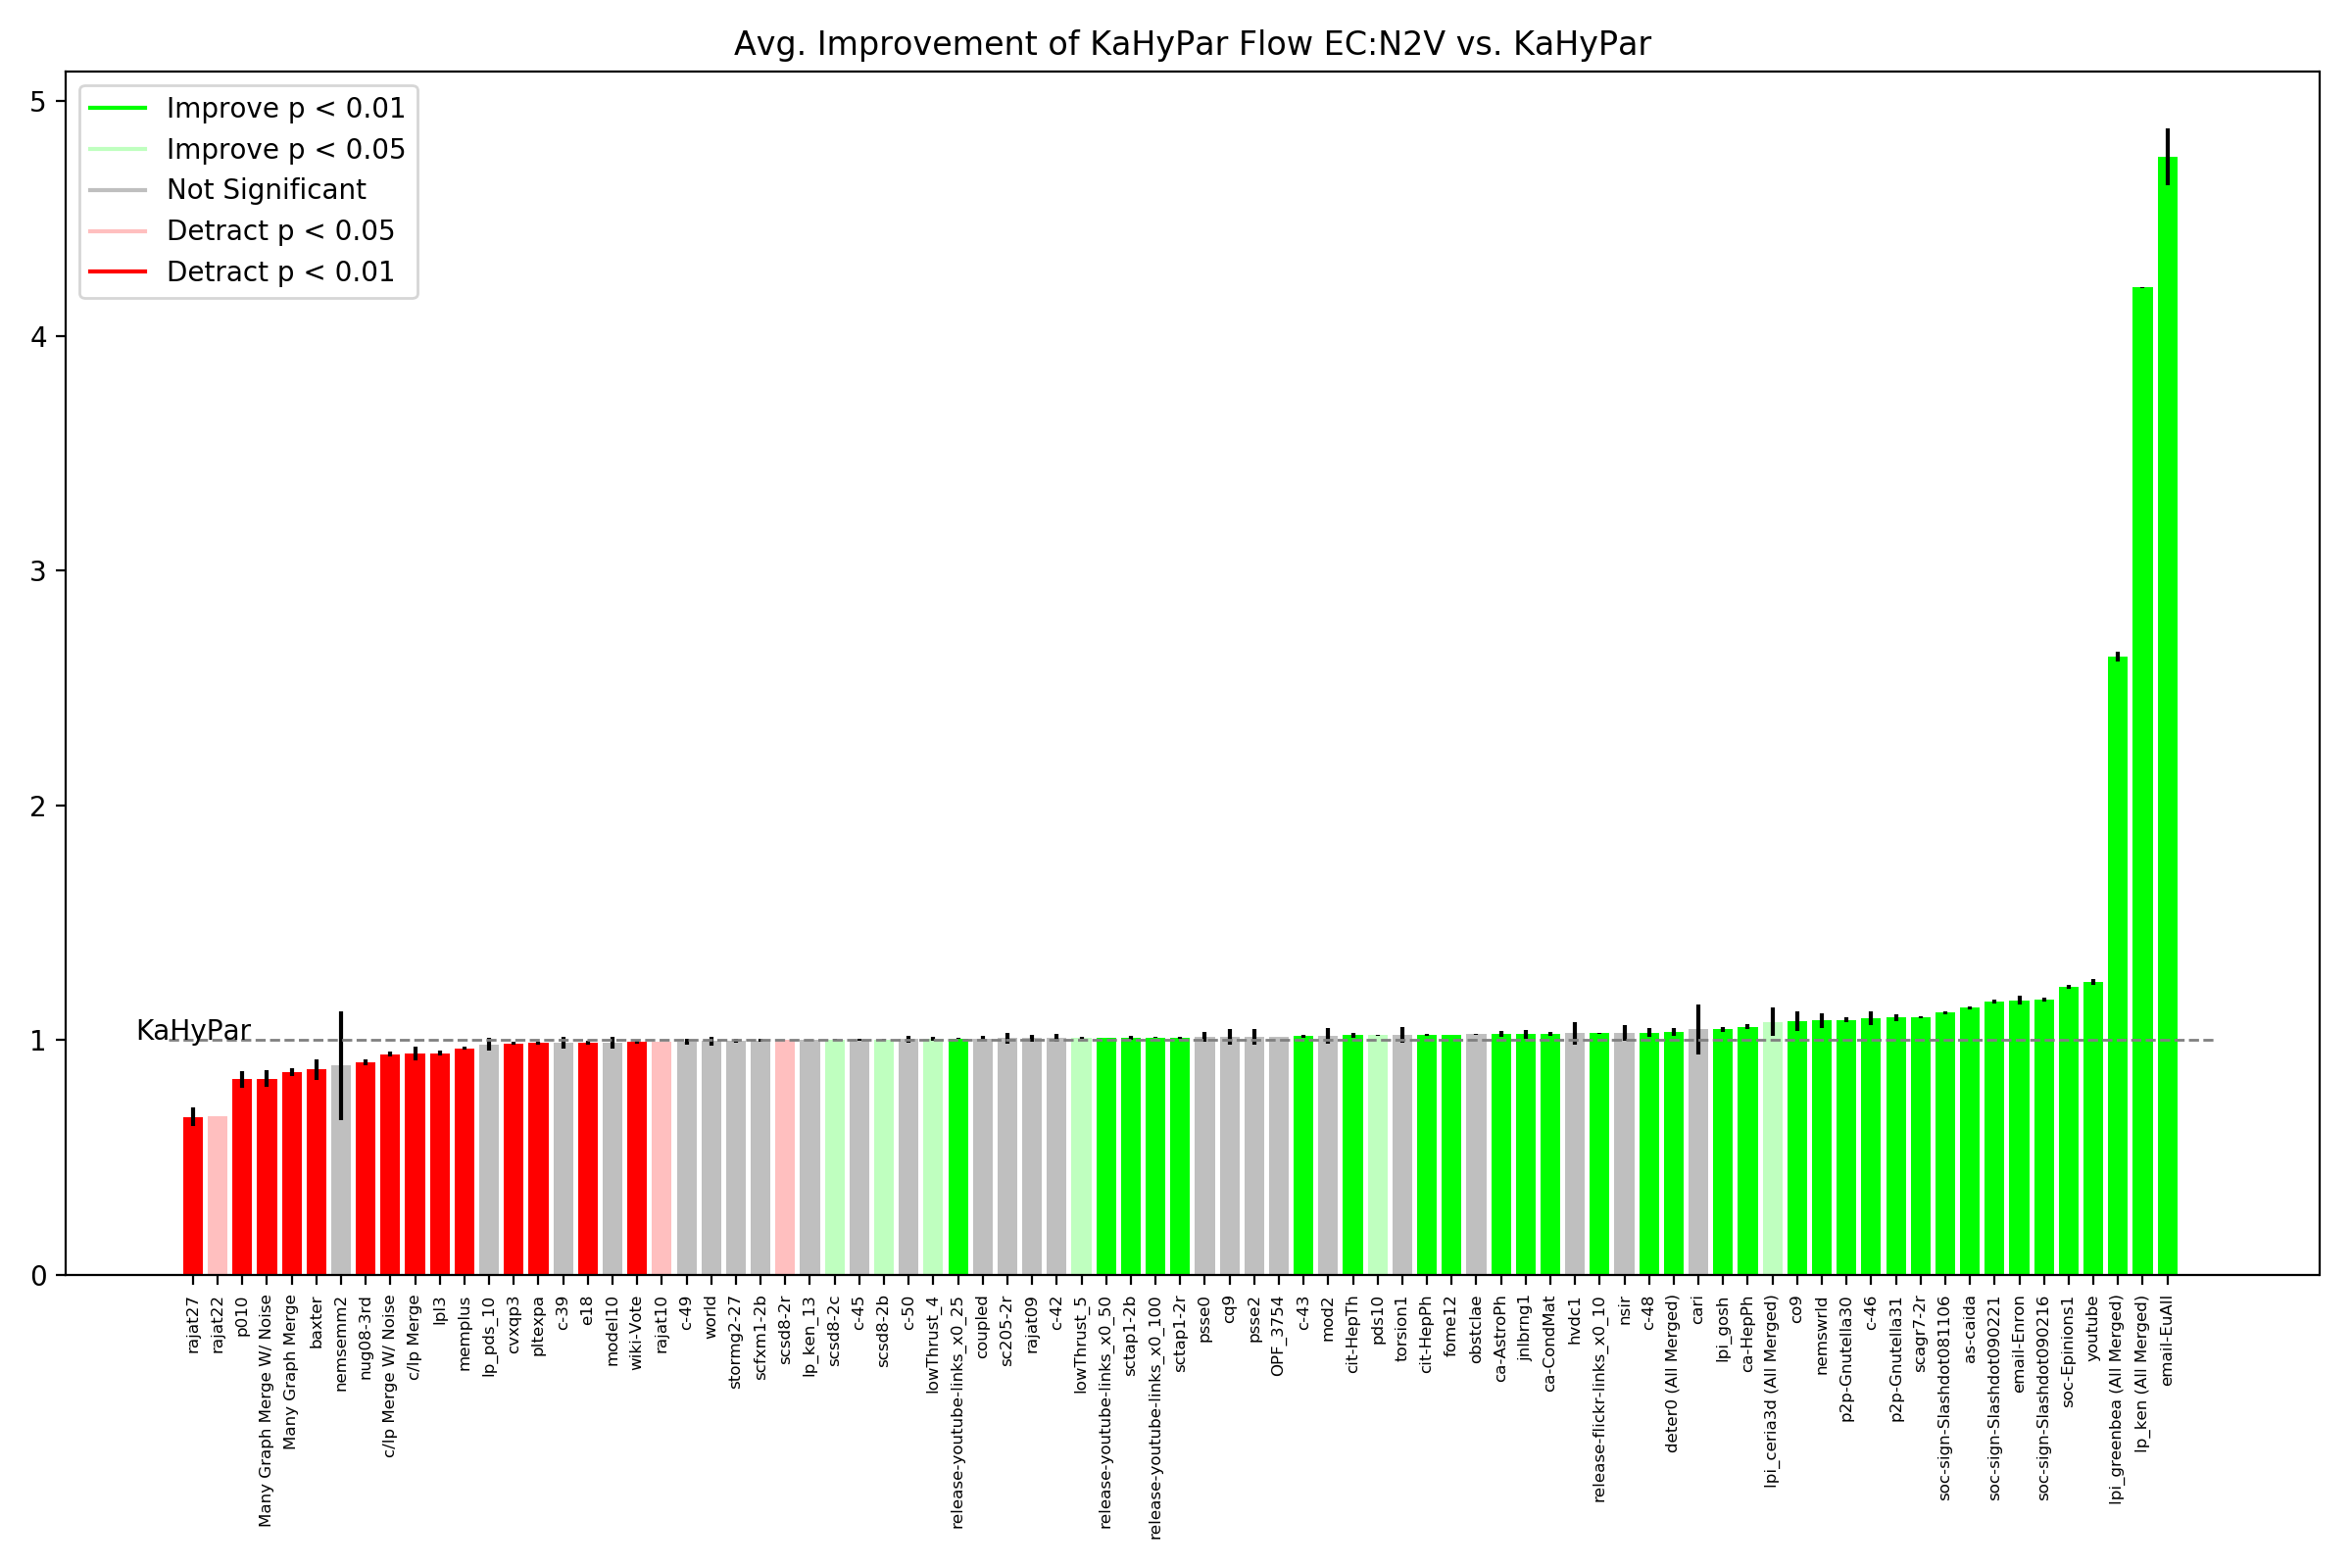 Avg. Improvement of KaHyPar Flow EC:N2V vs. KaHyPar
5
4
3
2
1
0
Improve p < 0.01
Improve p < 0.05
Not Significant
Detract p < 0.05
Detract p < 0.01
KaHyPar
rajat27
rajat22
p010
Many Graph Merge W/ Noise
Many Graph Merge
baxter
nemsemm2
nug08-3rd
c/lp Merge W/ Noise
c/lp Merge
lpl3
memplus
lp_pds_10
cvxqp3
pltexpa
c-39
e18
model10
wiki-Vote
rajat10
c-49
world
stormg2-27
scfxm1-2b
scsd8-2r
lp_ken_13
scsd8-2c
c-45
scsd8-2b
c-50
lowThrust_4
release-youtube-links_x0_25
coupled
sc205-2r
rajat09
c-42
lowThrust_5
release-youtube-links_x0_50
sctap1-2b
release-youtube-links_x0_100
sctap1-2r
psse0
cq9
psse2
OPF_3754
c-43
mod2
cit-HepTh
pds10
torsion1
cit-HepPh
fome12
obstclae
ca-AstroPh
jnlbrng1
ca-CondMat
hvdc1
release-flickr-links_x0_10
nsir
c-48
deter0 (All Merged)
cari
lpi_gosh
ca-HepPh
lpi_ceria3d (All Merged)
co9
nemswrld
p2p-Gnutella30
c-46
p2p-Gnutella31
scagr7-2r
soc-sign-Slashdot081106
as-caida
soc-sign-Slashdot090221
email-Enron
soc-sign-Slashdot090216
soc-Epinions1
youtube
lpi_greenbea (All Merged)
lp_ken (All Merged)
email-EuAll